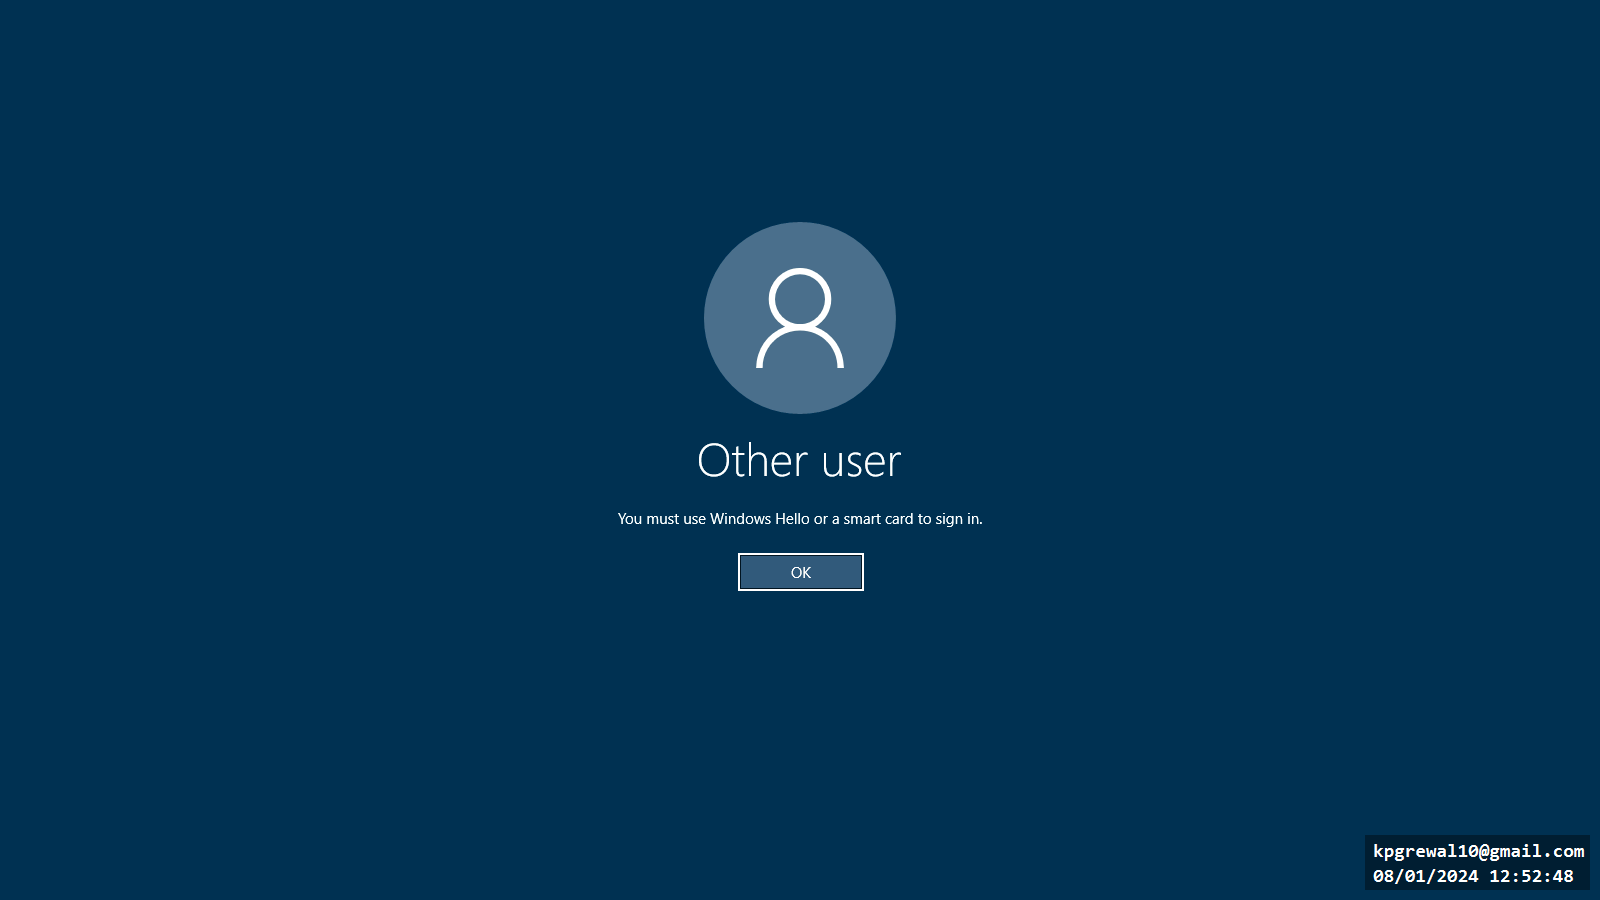 Other user
You must use Windows Hello or a smart card to sign in.
OK
kpgrewal10@gmail.com
08/01/2024 12:52:48